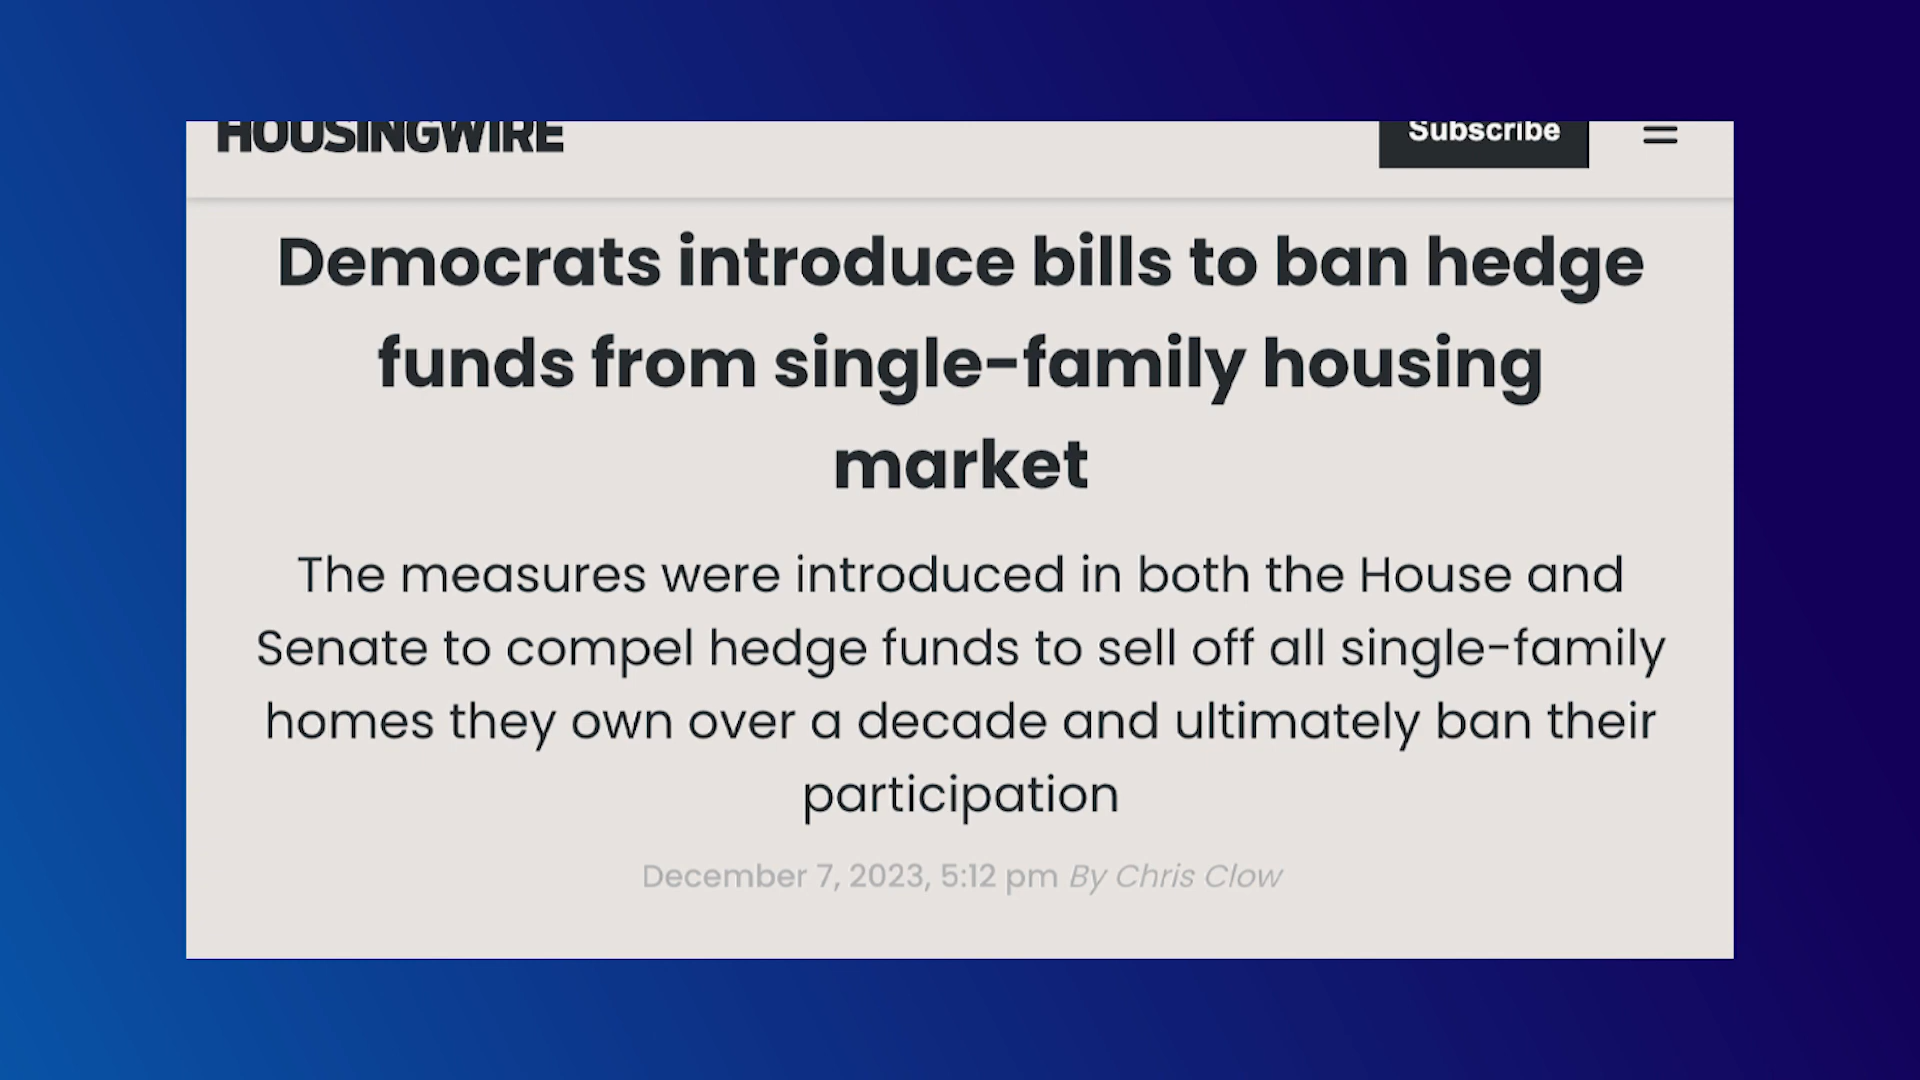 HOUSINGWIRE
Subscribe
Democrats introduce bills to ban hedge
funds from single-family housing
market
The measures were introduced in both the House and
Senate to compel hedge funds to sell off all single-family
homes they own over a decade and ultimately ban their
participation
December 7, 2023, 5:12 pm By Chris Clow